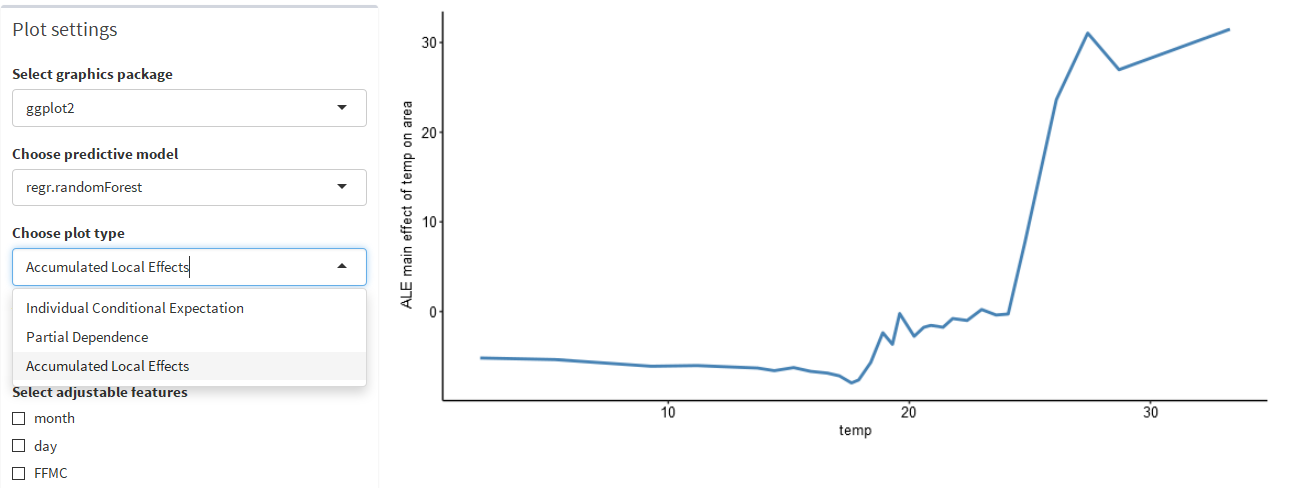 Plot settings
Select graphics package
ggplot2
Choose predictive model
regr.randomForest
Choose plot type
Accumulated Local Effects
Individual Conditional Expectation
Partial Dependence
Accumulated Local Effects
Select adjustable features
month
day
FFMC
ALE main effect of temp on area
30
20
10
0
10
20
30
temp